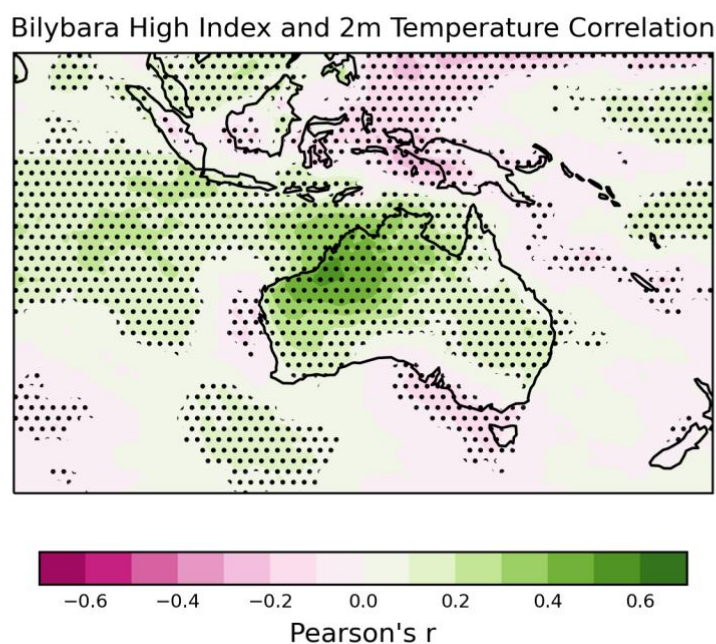 Bilybara High Index and 2m Temperature Correlation
−0.6 −0.4 −0.2 0.0 0.2 0.4 0.6
Pearson's r